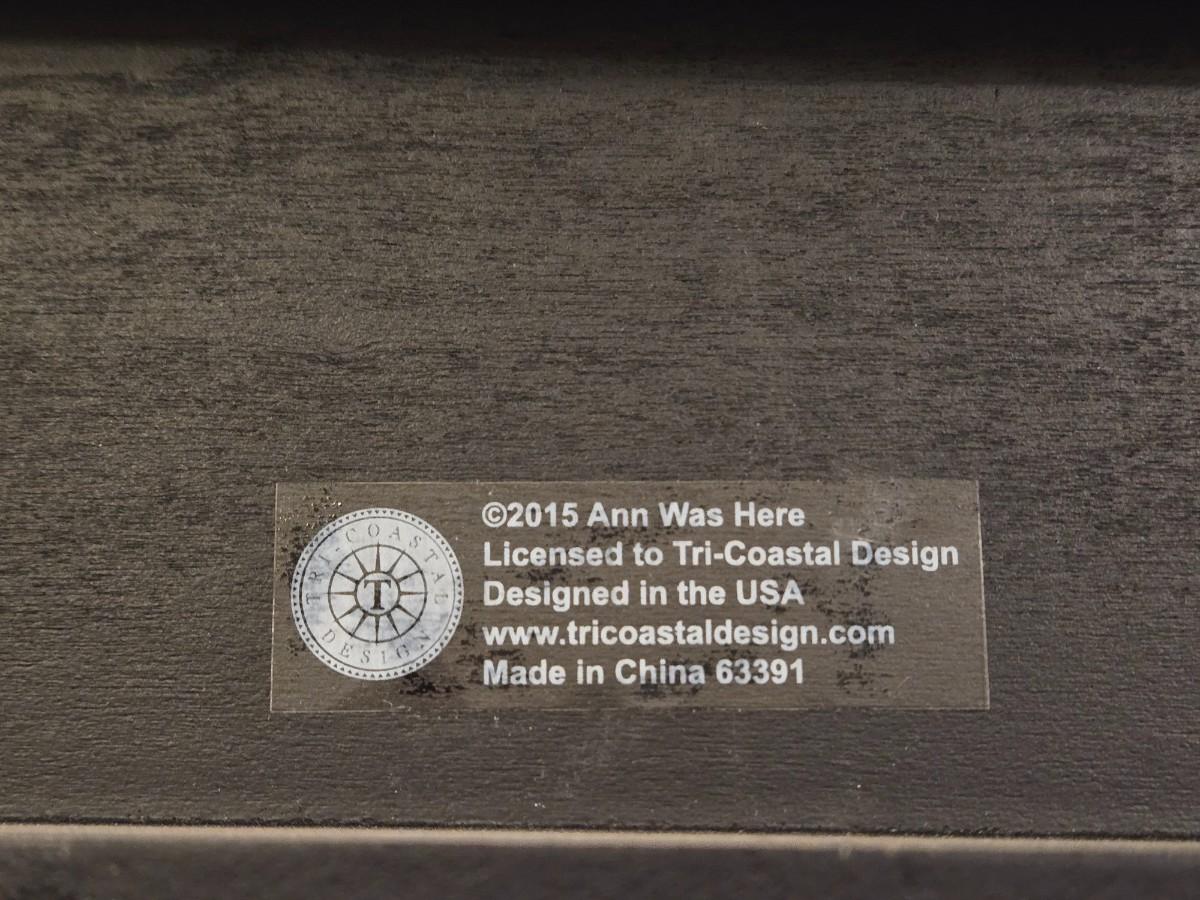 TRI-COASTAL
T
DESIGN
©2015 Ann Was Here
Licensed to Tri-Coastal Design
Designed in the USA
www.tricoastaldesign.com
Made in China 63391